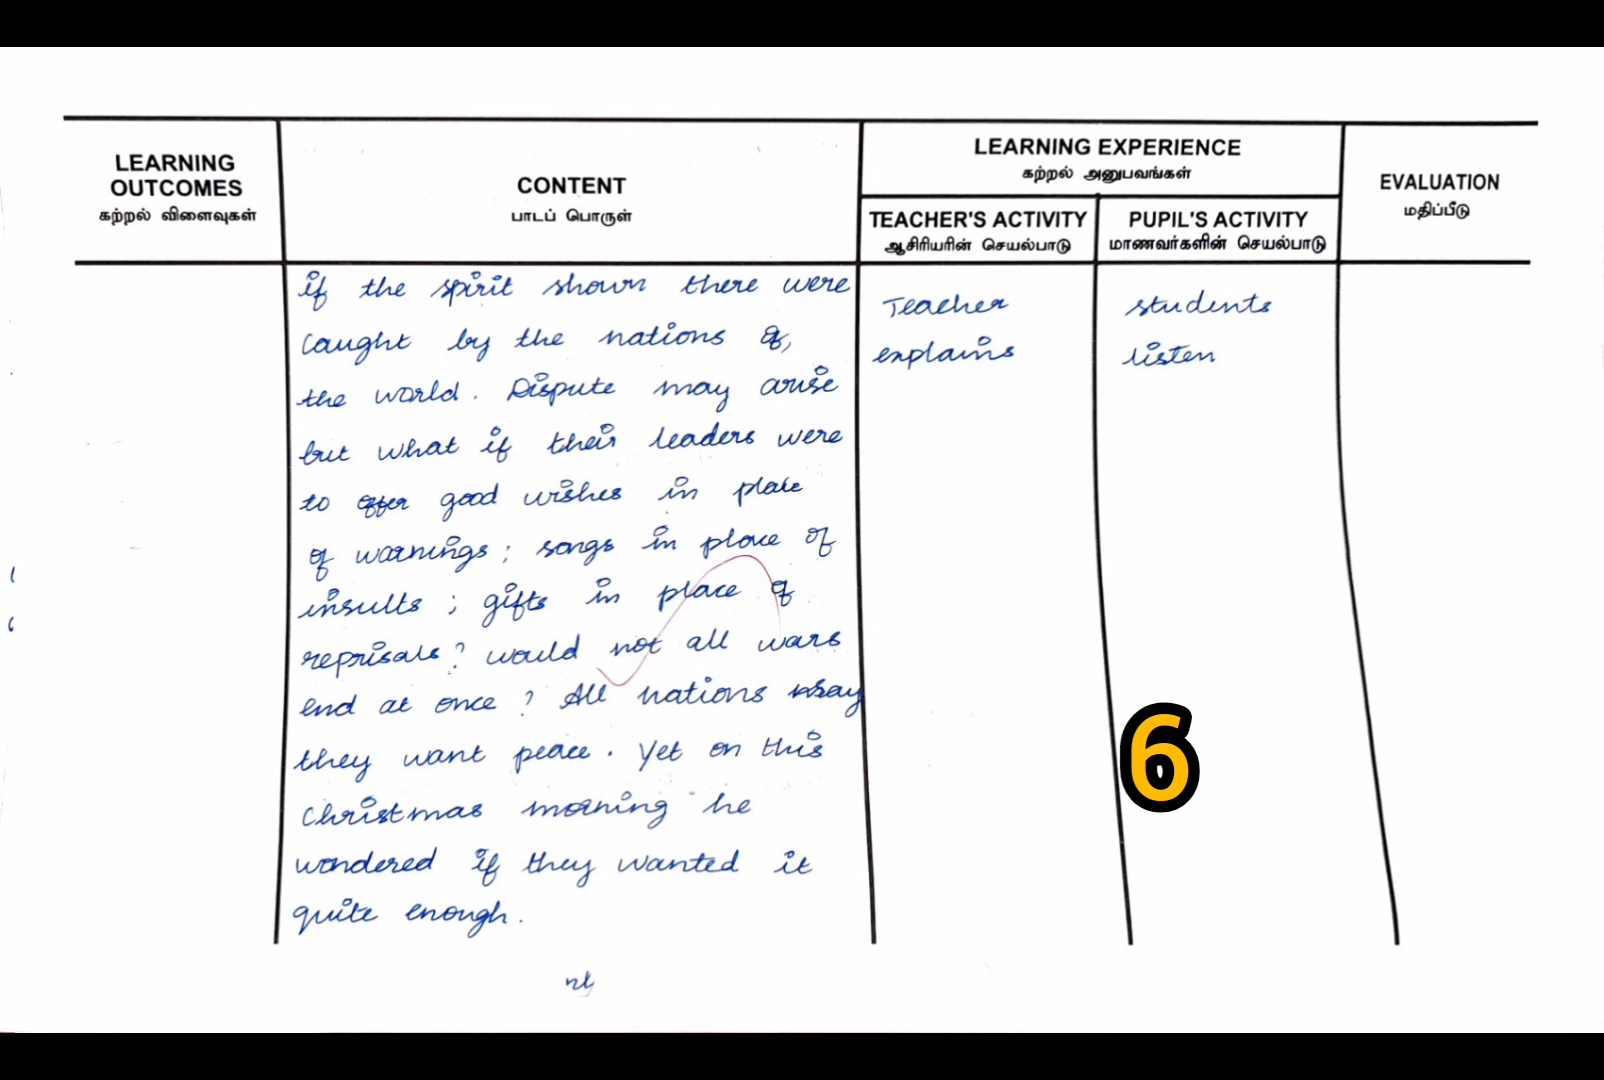 LEARNING
OUTCOMES
கற்றல் விளைவுகள்
CONTENT
பாடப் பொருள்
LEARNING EXPERIENCE
கற்றல் அனுபவங்கள்
TEACHER'S ACTIVITY
ஆசிரியரின் செயல்பாடு
PUPIL'S ACTIVITY
மாணவர்களின் செயல்பாடு
EVALUATION
மதிப்பீடு
if the spirit shown there were
caught by the nations of,
the world. Dispute may arise
but what if their leaders were
to offer good wishes in place
of warnings; songs in place of
insults; gifts in place of
reprisals? would not all wars
end at once? All nations say
they want peace. Yet on this
christmas morning he
wondered if they wanted it
quite enough.
Teacher
explains
students
listen
6